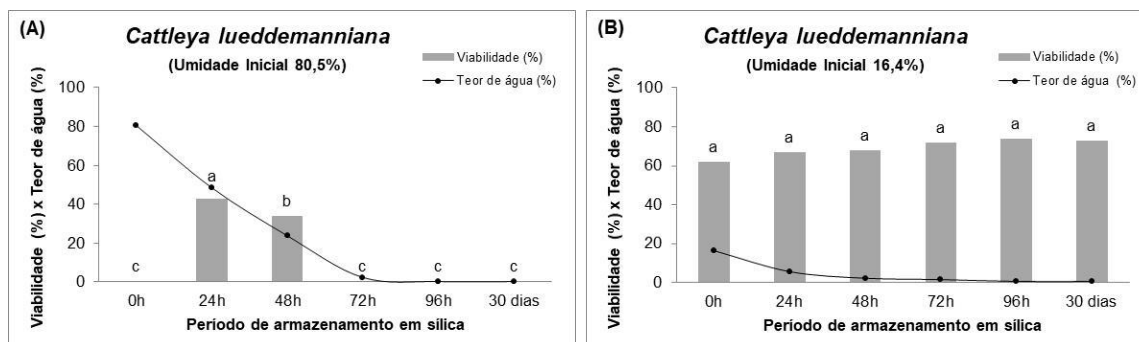 (A)
Cattleya lueddemanniana
(Umidade Inicial 80,5%)
Viabilidade (%)
Teor de água (%)
Viabilidade (%) x Teor de água (%)
100
80
60
40
20
0
c
a
b
c
c
c
0h
24h
48h
72h
96h
30 dias
Período de armazenamento em sílica
(B)
Cattleya lueddemanniana
(Umidade Inicial 16,4%)
Viabilidade (%)
Teor de água (%)
Viabilidade (%) x Teor de água (%)
100
80
60
40
20
0
a
a
a
a
a
a
0h
24h
48h
72h
96h
30 dias
Período de armazenamento em sílica